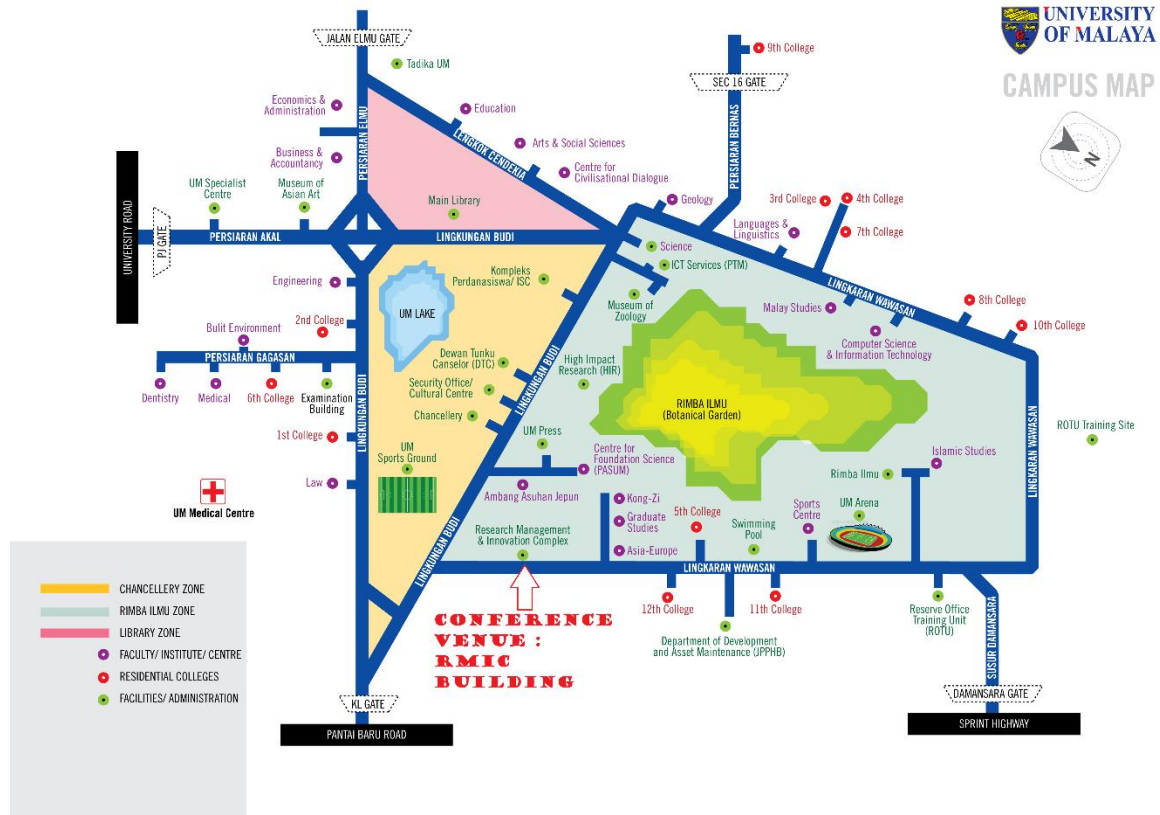 UNIVERSITY
OF MALAYA
CAMPUS MAP
N
JALAN ELMU GATE
Tadika UM
9th College
SEC 16 GATE
Economics &
Administration
Education
PERSIARAN ELMU
LENGKOK CENDEKIA
Arts & Social Sciences
PERSIARAN BERNAS
Business &
Accountancy
Centre for
Civilisational Dialogue
UM Specialist
Centre
Museum of
Asian Art
Main Library
Geology
3rd College
4th College
Languages &
Linguistics
7th College
UNIVERSITY ROAD
PJ GATE
PERSIARAN AKAL
LINGKUNGAN BUDI
Science
ICT Services (PTM)
LINGKARAN WAWASAN
Engineering
Kompleks
Perdanasiswa/ ISC
Museum of
Zoology
Malay Studies
8th College
10th College
UM LAKE
2nd College
Bulit Environment
Computer Science
& Information Technology
PERSIARAN GAGASAN
Dewan Tunku
Canselor (DTC)
High Impact
Research (HIR)
LINGKUNGAN BUDI
Dentistry
Medical
6th College
Examination
Building
Security Office/
Cultural Centre
RIMBA ILMU
(Botanical Garden)
LINGKUNGAN BUDI
Chancellery
ROTU Training Site
1st College
UM Press
LINGKARAN WAWASAN
UM
Sports Ground
Centre for
Foundation Science
(PASUM)
Islamic Studies
Rimba Ilmu
Law
Ambang Asuhan Jepun
Kong-Zi
UM Medical Centre
Graduate
Studies
5th College
Swimming
Pool
Sports
Centre
UM Arena
Research Management
& Innovation Complex
Asia-Europe
LINGKUNGAN BUDI
LINGKARAN WAWASAN
CHANCELLERY ZONE
RIMBA ILMU ZONE
LIBRARY ZONE
FACULTY/ INSTITUTE/ CENTRE
RESIDENTIAL COLLEGES
FACILITIES/ ADMINISTRATION
CONFERENCE
VENUE :
RMIC
BUILDING
12th College
11th College
Department of Development
and Asset Maintenance (JPPHB)
Reserve Office
Training Unit
(ROTU)
SUSUR DAMANSARA
KL GATE
PANTAI BARU ROAD
DAMANSARA GATE
SPRINT HIGHWAY